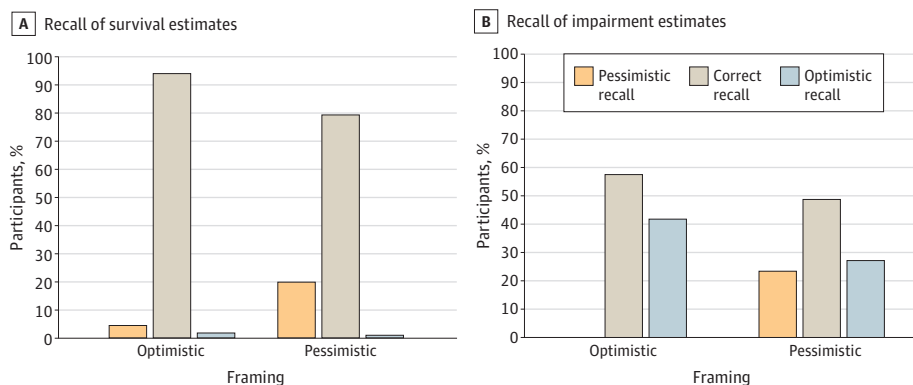 A Recall of survival estimates
100
90
80
70
60
50
40
30
20
10
0
Participants, %
Optimistic Pessimistic
Framing
B Recall of impairment estimates
100
90
80
70
60
50
40
30
20
10
0
Participants, %
Pessimistic recall
Correct recall
Optimistic recall
Optimistic Pessimistic
Framing